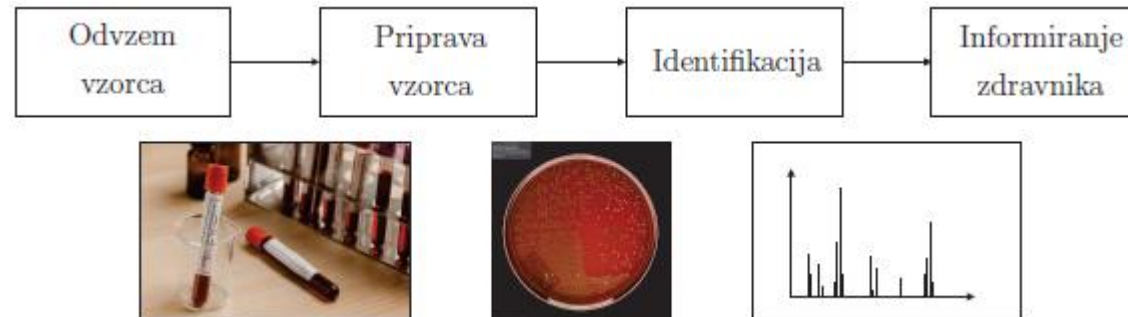 Odvzem
vzorca
Priprava
vzorca
Identifikacija
Informiranje
zdravnika